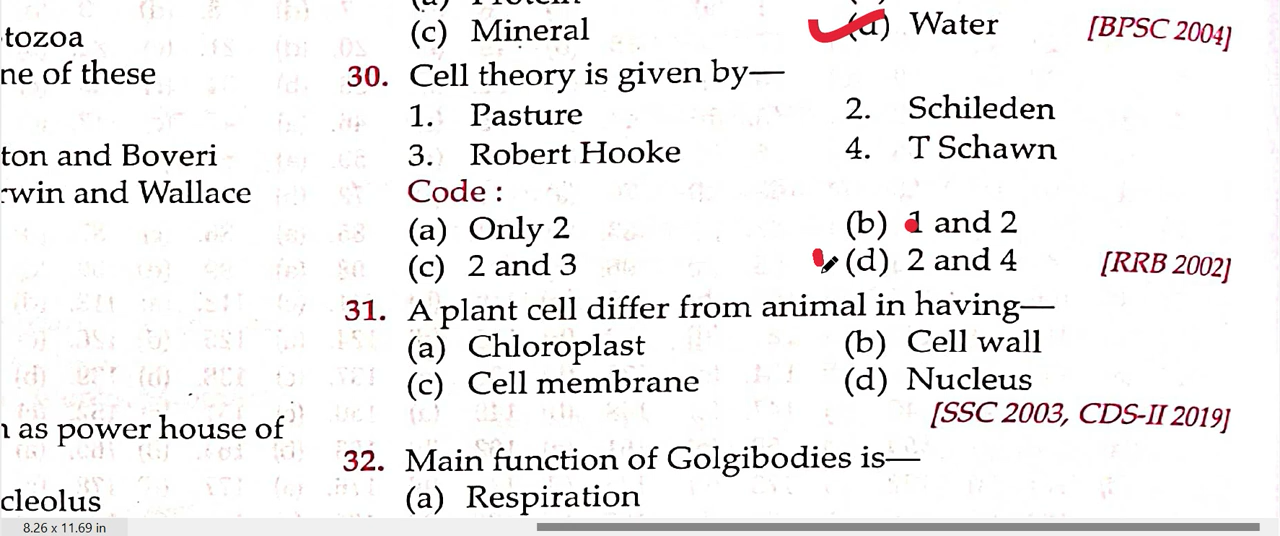 tozoa
ne of these
ton and Boveri
rwin and Wallace
as power house of
cleolus
(c) Mineral (d) Water [BPSC 2004]
30. Cell theory is given by—
1. Pasture 2. Schileden
3. Robert Hooke 4. T Schawn
Code :
(a) Only 2 (b) 1 and 2
(c) 2 and 3 (d) 2 and 4 [RRB 2002]
31. A plant cell differ from animal in having—
(a) Chloroplast (b) Cell wall
(c) Cell membrane (d) Nucleus
[SSC 2003, CDS-II 2019]
32. Main function of Golgibodies is—
(a) Respiration
8.26 x 11.69 in